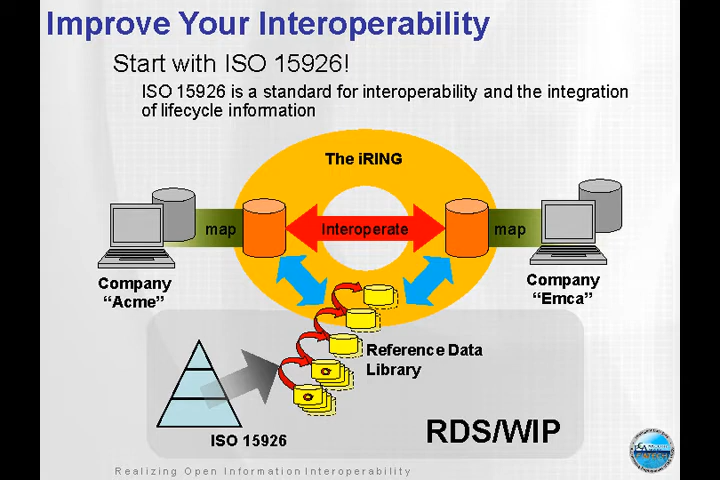 Improve Your Interoperability
Start with ISO 15926!
ISO 15926 is a standard for interoperability and the integration
of lifecycle information
The iRING
map
Interoperate
map
Company
“Acme”
Company
“Emca”
Reference Data
Library
ISO 15926
RDS/WIP
Realizing Open Information Interoperability